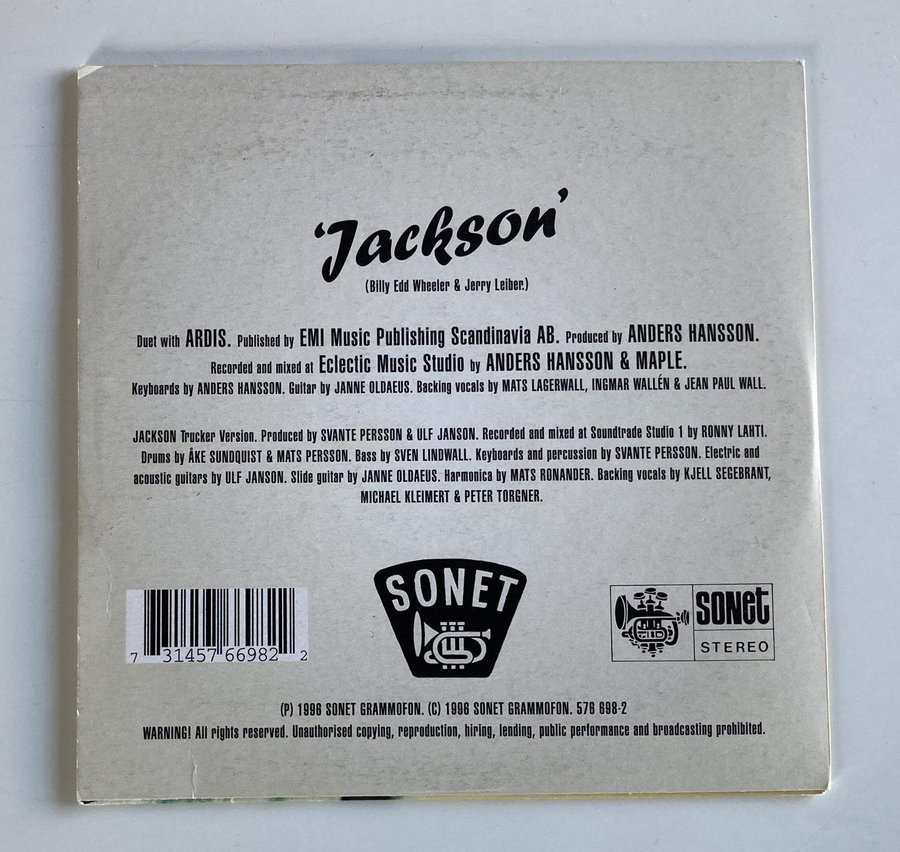 ‘Jackson’
(Billy Edd Wheeler & Jerry Leiber.)
Duet with ARDIS. Published by EMI Music Publishing Scandinavia AB. Produced by ANDERS HANSSON.
Recorded and mixed at Eclectic Music Studio by ANDERS HANSSON & MAPLE.
Keyboards by ANDERS HANSSON. Guitar by JANNE OLDAEUS. Backing vocals by MATS LAGERWALL, INGMAR WALLÉN & JEAN PAUL WALL.
JACKSON Trucker Version. Produced by SVANTE PERSSON & ULF JANSON. Recorded and mixed at Soundtrade Studio 1 by RONNY LAHTI.
Drums by ÅKE SUNDQUIST & MATS PERSSON. Bass by SVEN LINDWALL. Keyboards and percussion by SVANTE PERSSON. Electric and
acoustic guitars by ULF JANSON. Slide guitar by JANNE OLDAEUS. Harmonica by MATS RONANDER. Backing vocals by KJELL SEGEBRANT,
MICHAEL KLEIMERT & PETER TORGNER.
7 31457 66982 2
SONET
SONET
STEREO
(P) 1996 SONET GRAMMOFON. (C) 1996 SONET GRAMMOFON. 576 698-2
WARNING! All rights reserved. Unauthorised copying, reproduction, hiring, lending, public performance and broadcasting prohibited.